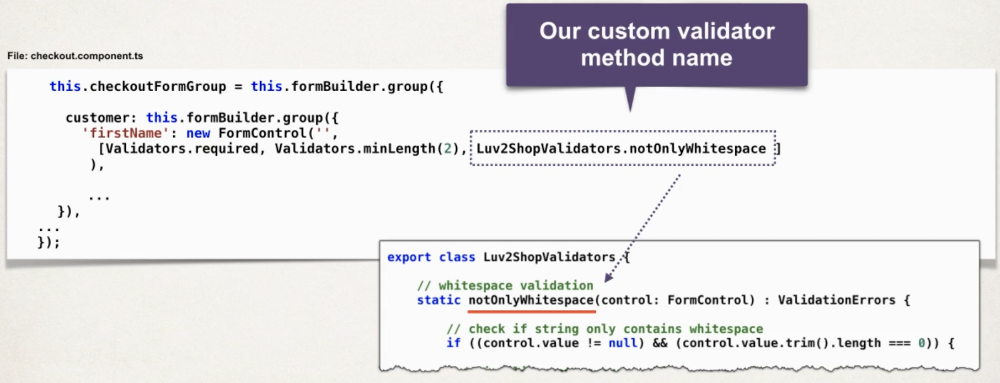 Our custom validator
method name
File: checkout.component.ts
this.checkoutFormGroup = this.formBuilder.group({
customer: this.formBuilder.group({
'firstName': new FormControl('',
[Validators.required, Validators.minLength(2), Luv2ShopValidators.notOnlyWhitespace ]
),
...
}),
...
});
export class Luv2ShopValidators {
// whitespace validation
static notOnlyWhitespace(control: FormControl) : ValidationErrors {
// check if string only contains whitespace
if ((control.value != null) && (control.value.trim().length === 0)) {